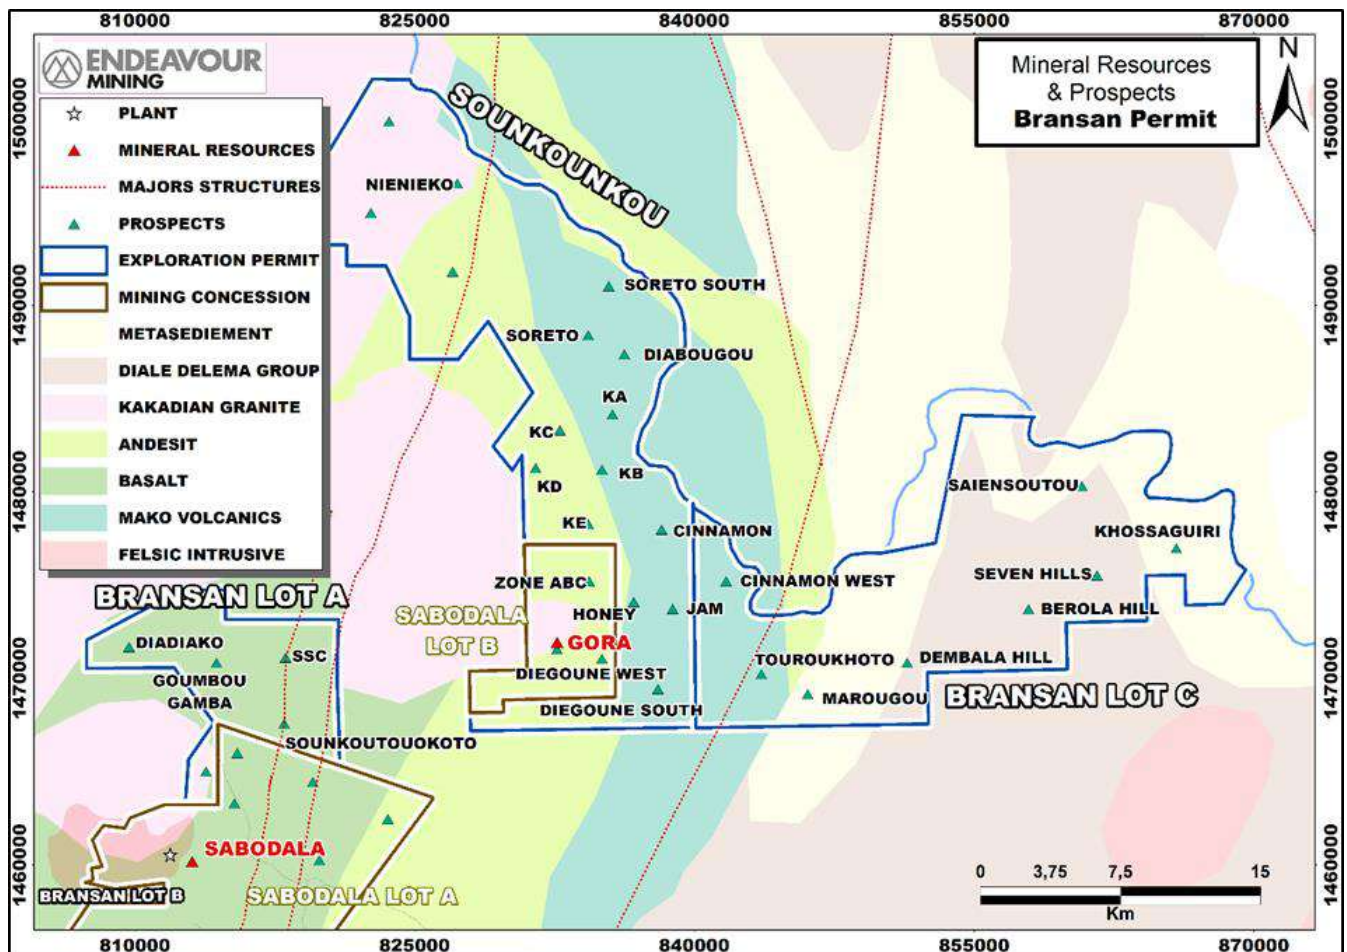 810000 825000 840000 855000 870000
ENDEAVOUR
MINING
Mineral Resources
& Prospects
Bransan Permit
N
PLANT
MINERAL RESOURCES
MAJORS STRUCTURES
PROSPECTS
EXPLORATION PERMIT
MINING CONCESSION
METASEDIEMENT
DIALE DELEMA GROUP
KAKADIAN GRANITE
ANDESIT
BASALT
MAKO VOLCANICS
FELSIC INTRUSIVE
1500000
1490000
1480000
1470000
1460000
1500000
1490000
1480000
1470000
1460000
SOUNKOUNKOU
NIENIEKO
SORETO SOUTH
SORETO
DIABOUGOU
KA
KC
KB
KD
KE
CINNAMON
SAIENSOUTOU
KHOSSAGUIRI
ZONE ABC
CINNAMON WEST
SEVEN HILLS
BRANSAN LOT A
HONEY
JAM
BEROLA HILL
SABODALA
LOT B
DIADIAKO
GORA
SSC
TOUROUKHOTO
DEMBALA HILL
GOUMBOU
GAMBA
DIEGOUNE WEST
MAROUGOU
BRANSAN LOT C
DIEGOUNE SOUTH
SOUNKOUTOUOKOTO
SABODALA
BRANSAN LOT B
SABODALA LOT A
0 3,75 7,5 15
Km
810000 825000 840000 855000 870000